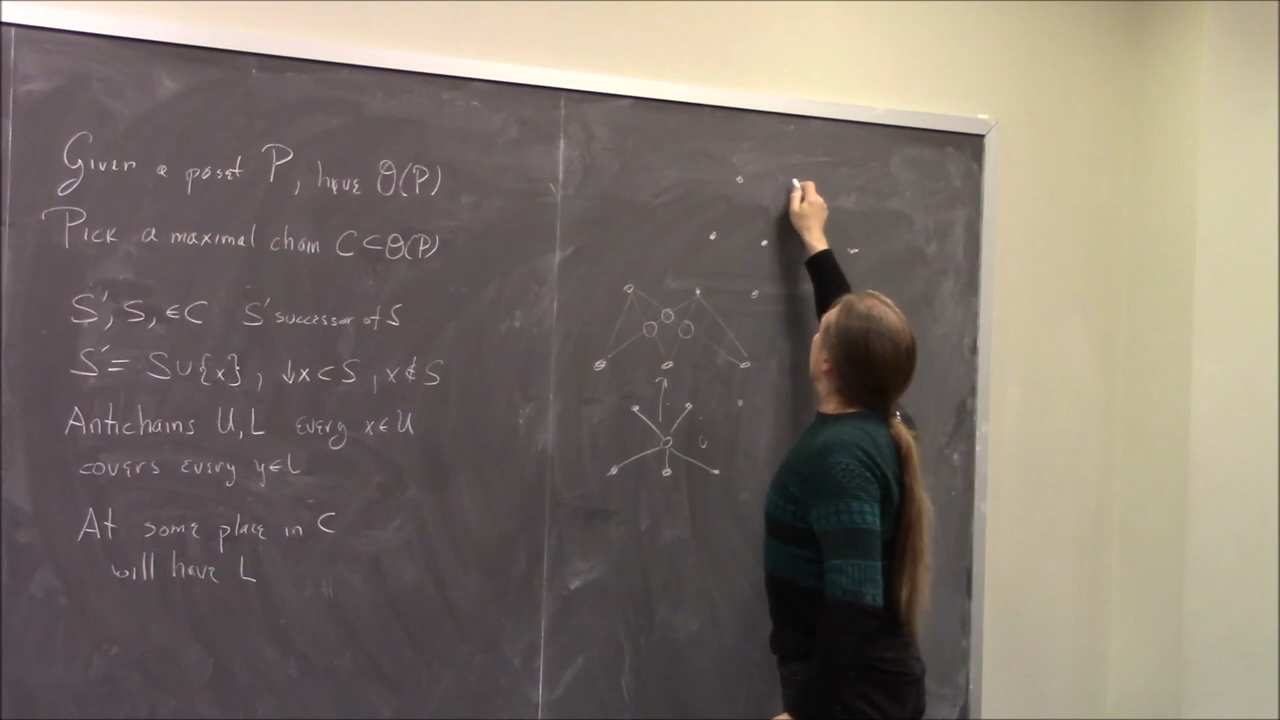 Given a poset P, have O(P)
Pick a maximal chain C⊂O(P)
S′, S, ∈C S′ successor of S
S′= S∪{x}, ↓x⊂S, x∉S
Antichains U, L every x∈U
covers every y∈L
At some place in C
will have L